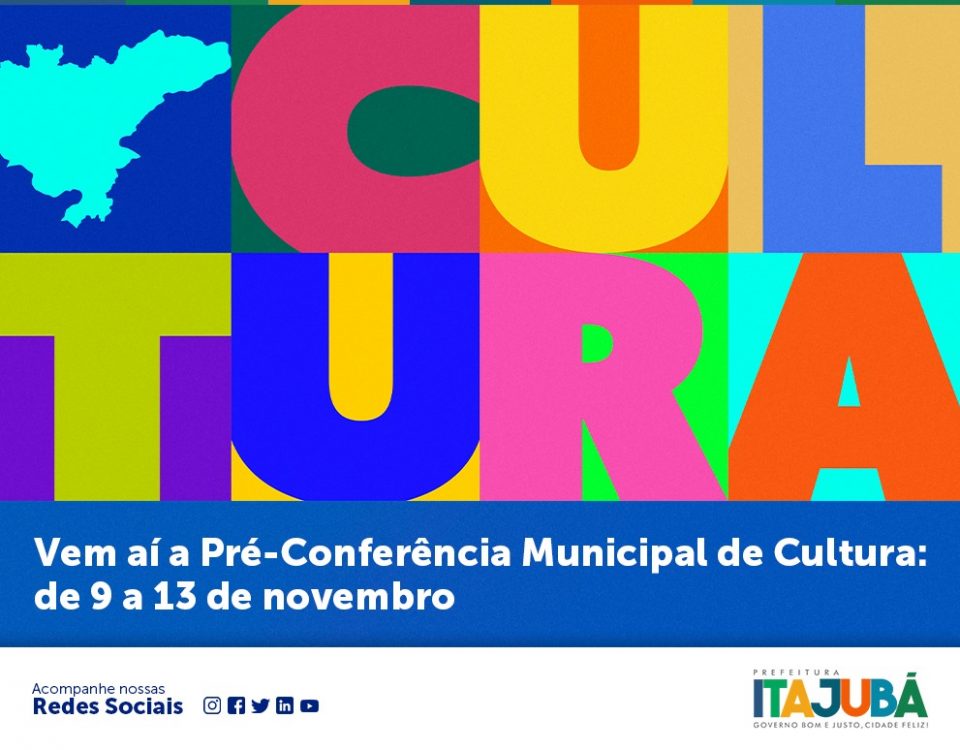 CUL
TURA
Vem aí a Pré-Conferência Municipal de Cultura:
de 9 a 13 de novembro
Acompanhe nossas
Redes Sociais
PREFEITURA
ITAJUBÁ
GOVERNO BOM E JUSTO, CIDADE FELIZ!